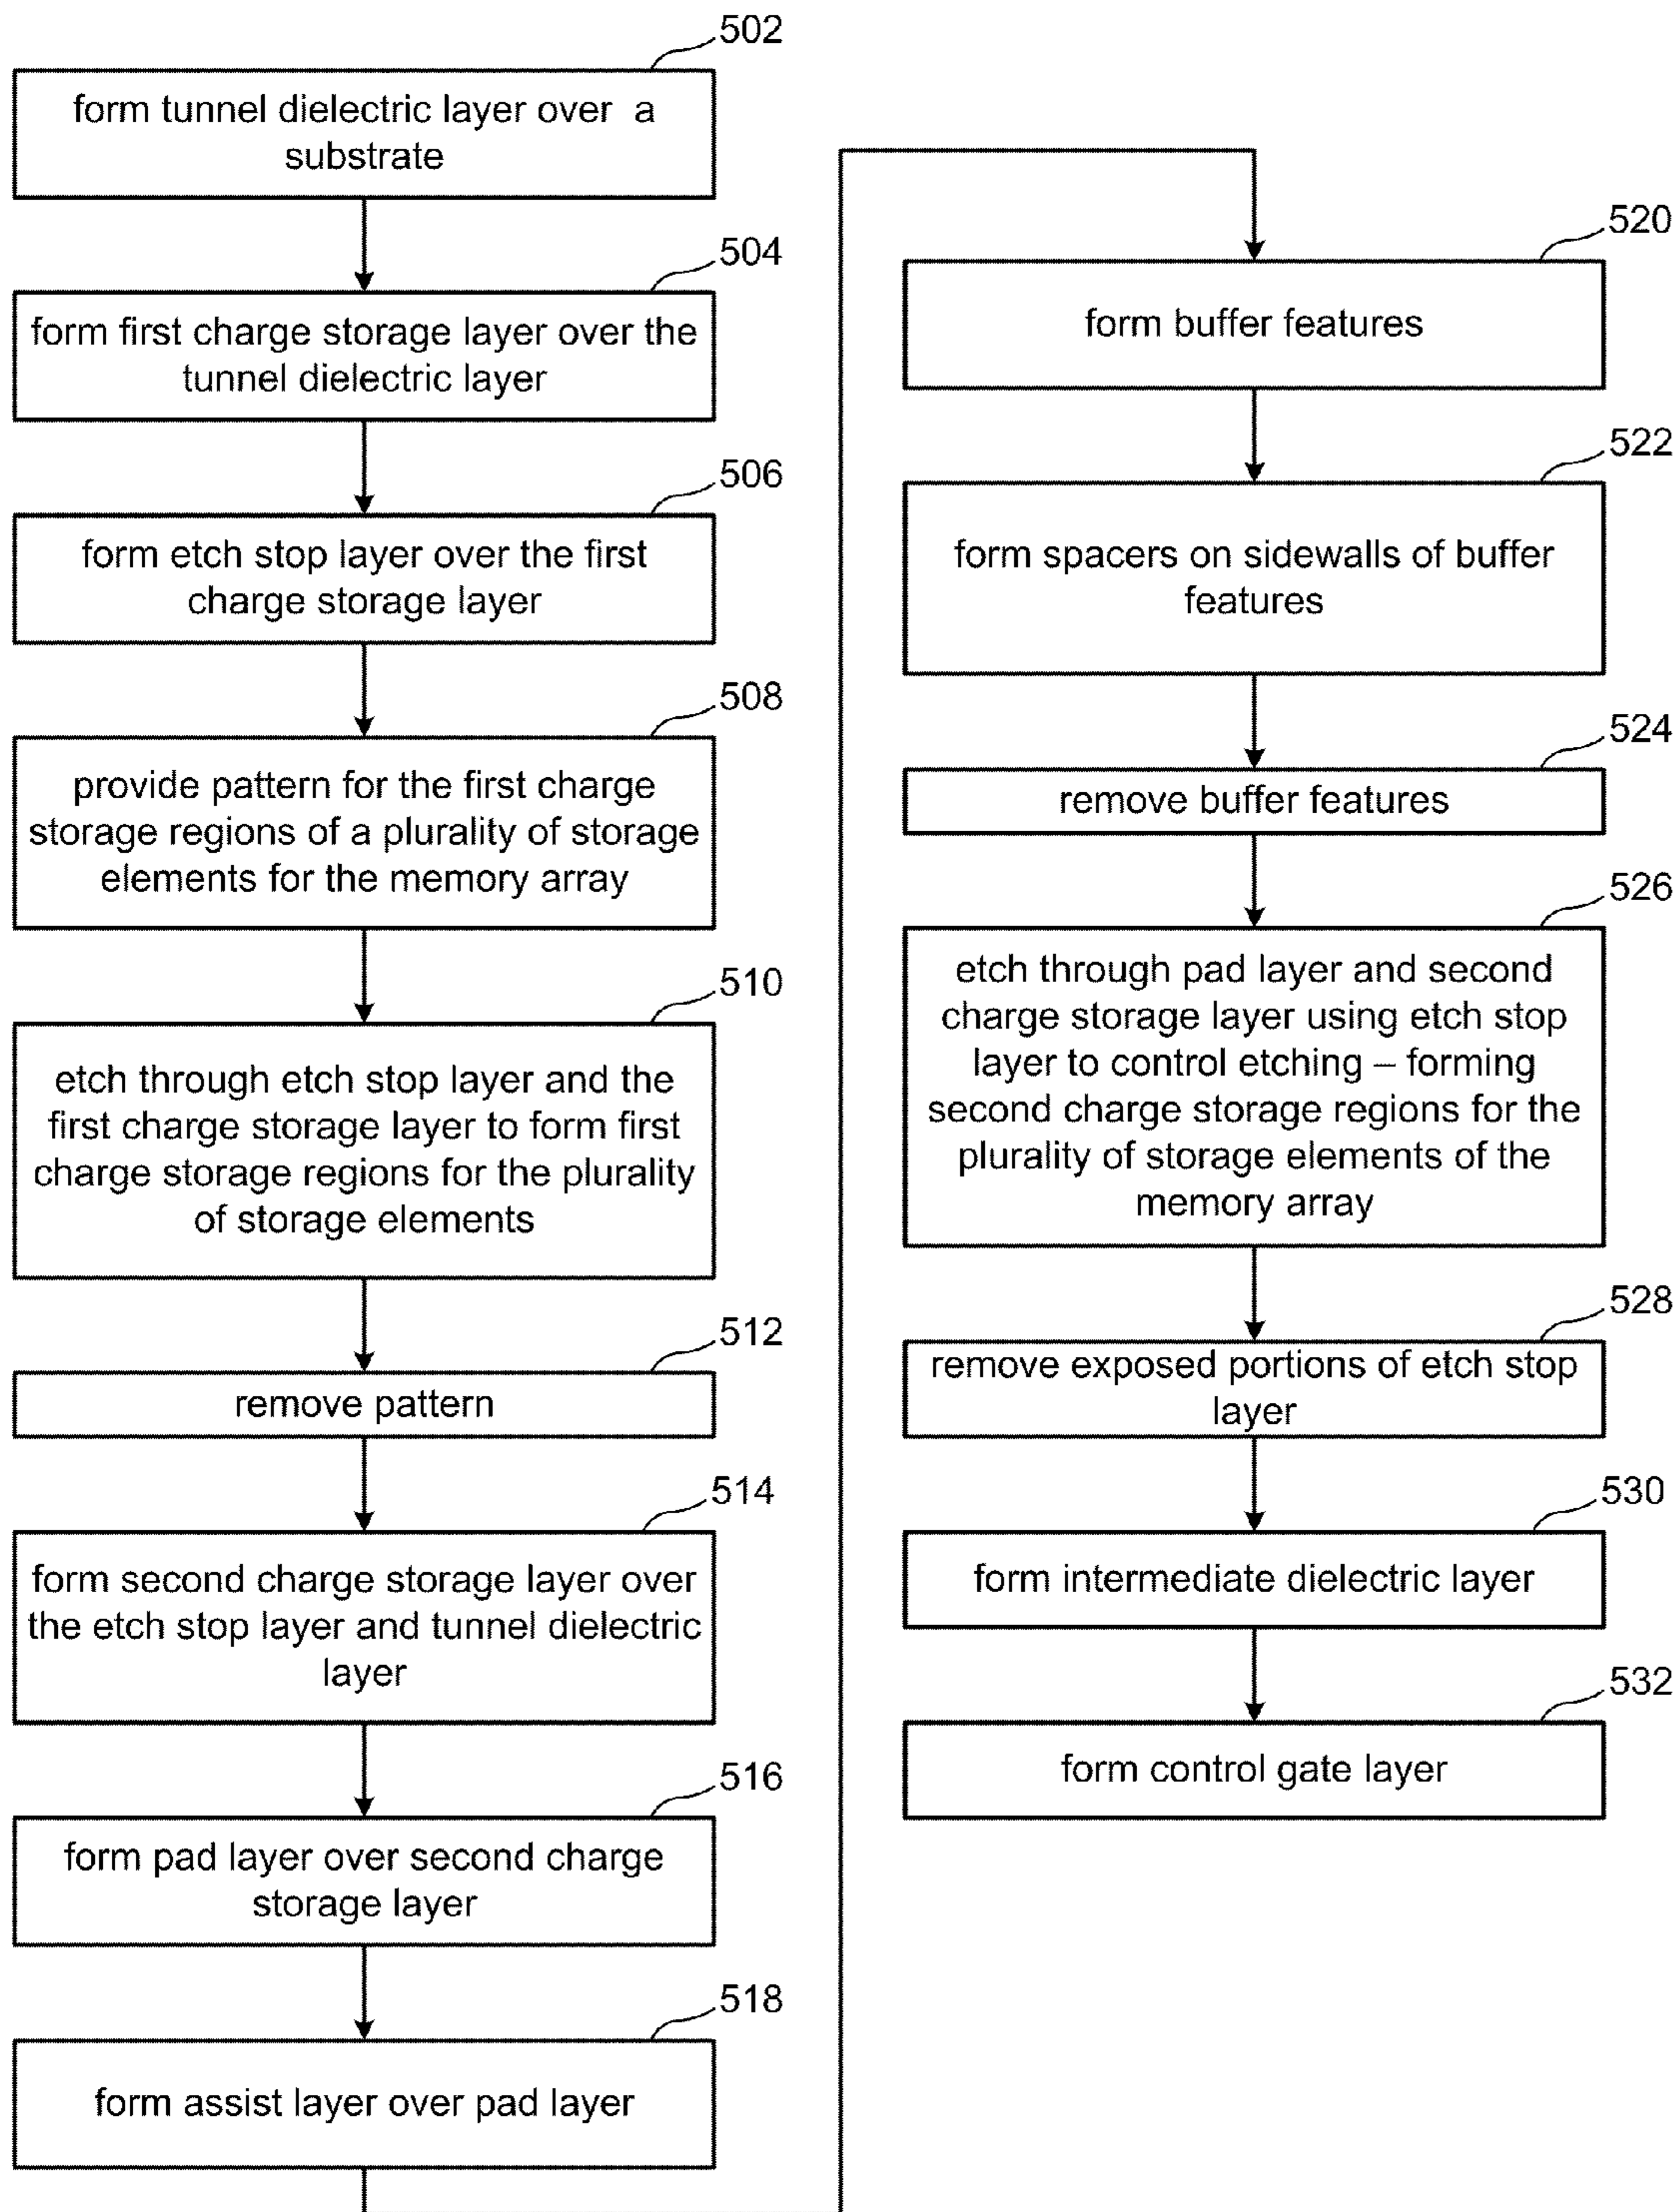 502
form tunnel dielectric layer over a
substrate
504
form first charge storage layer over the
tunnel dielectric layer
506
form etch stop layer over the first
charge storage layer
508
provide pattern for the first charge
storage regions of a plurality of storage
elements for the memory array
510
etch through etch stop layer and the
first charge storage layer to form first
charge storage regions for the plurality
of storage elements
512
remove pattern
514
form second charge storage layer over
the etch stop layer and tunnel dielectric
layer
516
form pad layer over second charge
storage layer
518
form assist layer over pad layer
520
form buffer features
522
form spacers on sidewalls of buffer
features
524
remove buffer features
526
etch through pad layer and second
charge storage layer using etch stop
layer to control etching – forming
second charge storage regions for the
plurality of storage elements of the
memory array
528
remove exposed portions of etch stop
layer
530
form intermediate dielectric layer
532
form control gate layer